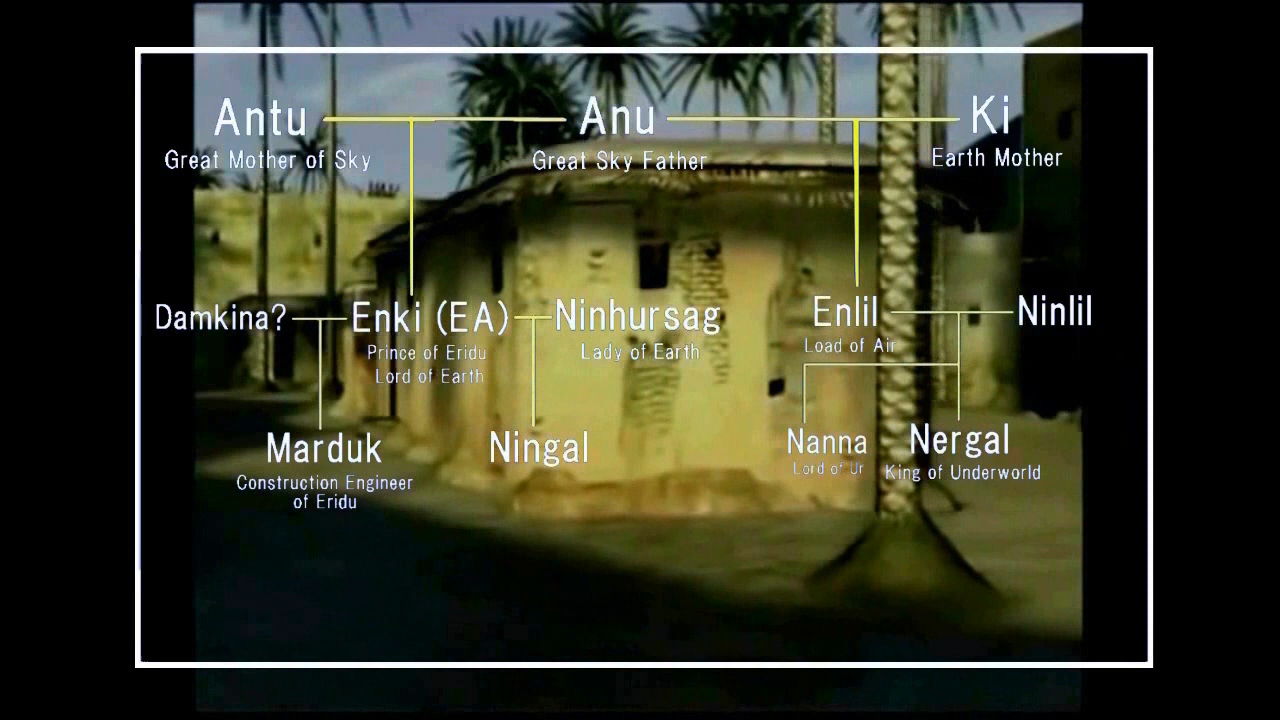 Antu Anu Ki
Great Mother of Sky Great Sky Father Earth Mother
Damkina? Enki (EA) Ninhursag Enlil Ninlil
Prince of Eridu Lady of Earth Load of Air
Lord of Earth
Marduk Ningal Nanna Nergal
Construction Engineer Lord of Ur King of Underworld
of Eridu